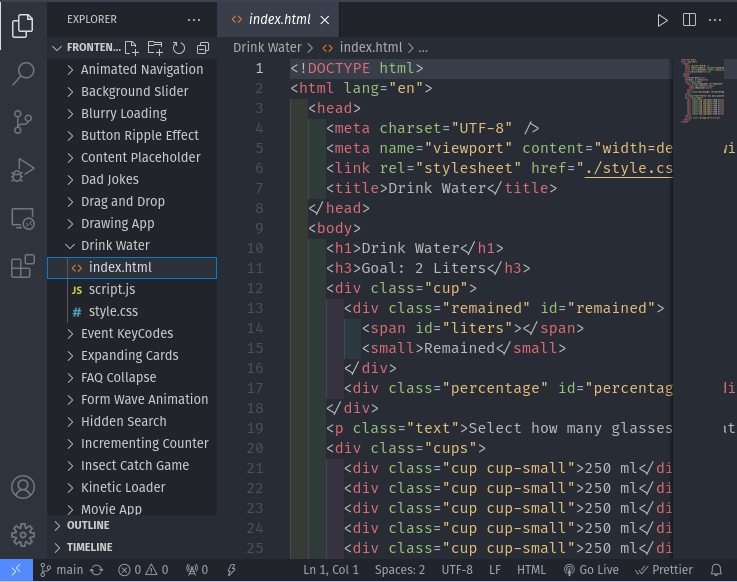 EXPLORER
FRONTEN...
Animated Navigation
Background Slider
Blurry Loading
Button Ripple Effect
Content Placeholder
Dad Jokes
Drag and Drop
Drawing App
Drink Water
<> index.html
JS script.js
# style.css
Event KeyCodes
Expanding Cards
FAQ Collapse
Form Wave Animation
Hidden Search
Incrementing Counter
Insect Catch Game
Kinetic Loader
Movie App
OUTLINE
TIMELINE
<> index.html
Drink Water > <> index.html > ...
1 <!DOCTYPE html>
2 <html lang="en">
3 <head>
4 <meta charset="UTF-8" />
5 <meta name="viewport" content="width=de wi
6 <link rel="stylesheet" href="./style.cs
7 <title>Drink Water</title>
8 </head>
9 <body>
10 <h1>Drink Water</h1>
11 <h3>Goal: 2 Liters</h3>
12 <div class="cup">
13 <div class="remained" id="remained">
14 <span id="liters"></span>
15 <small>Remained</small>
16 </div>
17 <div class="percentage" id="percentag di
18 </div>
19 <p class="text">Select how many glasses at
20 <div class="cups">
21 <div class="cup cup-small">250 ml</di
22 <div class="cup cup-small">250 ml</di
23 <div class="cup cup-small">250 ml</di
24 <div class="cup cup-small">250 ml</di
25 <div class="cup cup-small">250 ml</di
main 0 0 0 Ln 1, Col 1 Spaces: 2 UTF-8 LF HTML Go Live Prettier